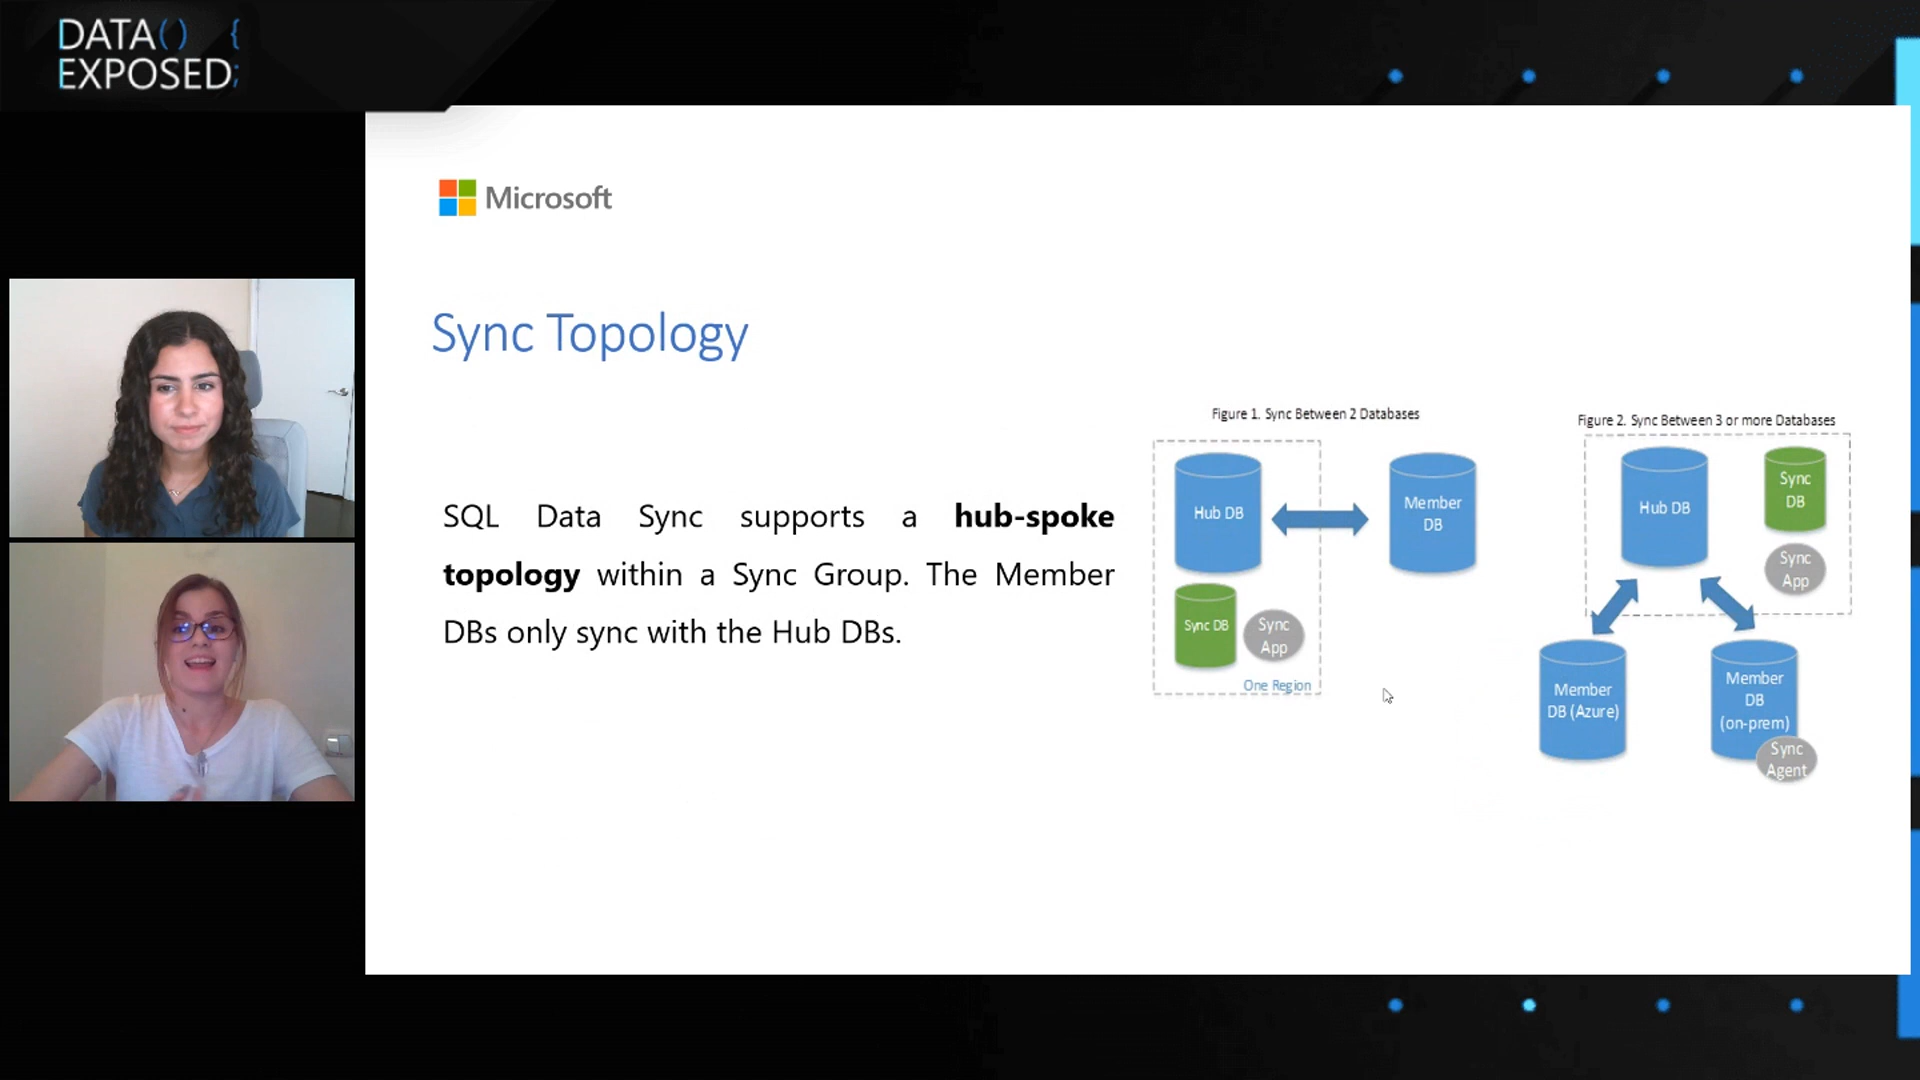 DATA() {
EXPOSED;
Microsoft
Sync Topology
SQL Data Sync supports a hub-spoke
topology within a Sync Group. The Member
DBs only sync with the Hub DBs.
Figure 1. Sync Between 2 Databases
Hub DB
Member
DB
Sync DB
Sync
App
One Region
Figure 2. Sync Between 3 or more Databases
Hub DB
Sync
DB
Sync
App
Member
DB (Azure)
Member
DB
(on-prem)
Sync
Agent